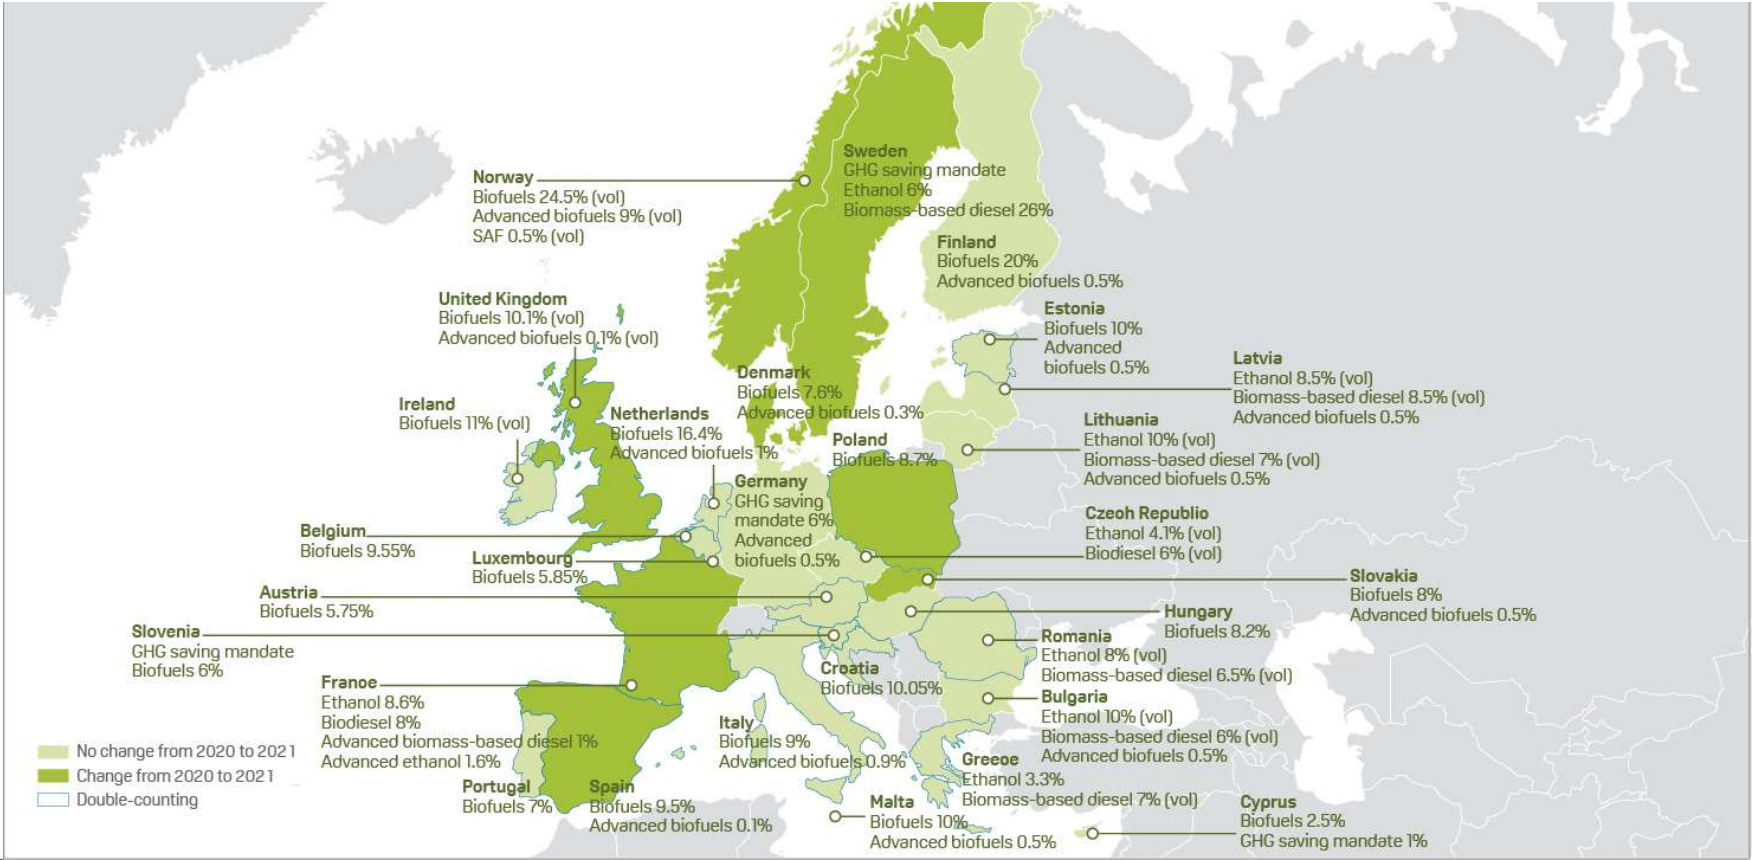 Norway
Biofuels 24.5% (vol)
Advanced biofuels 9% (vol)
SAF 0.5% (vol)
Sweden
GHG saving mandate
Ethanol 6%
Biomass-based diesel 26%
Finland
Biofuels 20%
Advanced biofuels 0.5%
United Kingdom
Biofuels 10.1% (vol)
Advanced biofuels 0.1% (vol)
Estonia
Biofuels 10%
Advanced
biofuels 0.5%
Latvia
Ethanol 8.5% (vol)
Biomass-based diesel 8.5% (vol)
Advanced biofuels 0.5%
Denmark
Biofuels 7.6%
Advanced biofuels 0.3%
Ireland
Biofuels 11% (vol)
Netherlands
Biofuels 16.4%
Advanced biofuels 1%
Poland
Biofuels 8.7%
Lithuania
Ethanol 10% (vol)
Biomass-based diesel 7% (vol)
Advanced biofuels 0.5%
Germany
GHG saving
mandate 6%
Advanced
biofuels 0.5%
Czech Republic
Ethanol 4.1% (vol)
Biodiesel 6% (vol)
Belgium
Biofuels 9.55%
Luxembourg
Biofuels 5.85%
Slovakia
Biofuels 8%
Advanced biofuels 0.5%
Austria
Biofuels 5.75%
Hungary
Biofuels 8.2%
Slovenia
GHG saving mandate
Biofuels 6%
Romania
Ethanol 8% (vol)
Biomass-based diesel 6.5% (vol)
Croatia
Biofuels 10.05%
Bulgaria
Ethanol 10% (vol)
Biomass-based diesel 6% (vol)
Advanced biofuels 0.5%
France
Ethanol 8.6%
Biodiesel 8%
Advanced biomass-based diesel 1%
Advanced ethanol 1.6%
Italy
Biofuels 9%
Advanced biofuels 0.9%
Greece
Ethanol 3.3%
Biomass-based diesel 7% (vol)
Portugal
Biofuels 7%
Spain
Biofuels 9.5%
Advanced biofuels 0.1%
Malta
Biofuels 10%
Advanced biofuels 0.5%
Cyprus
Biofuels 2.5%
GHG saving mandate 1%
No change from 2020 to 2021
Change from 2020 to 2021
Double-counting